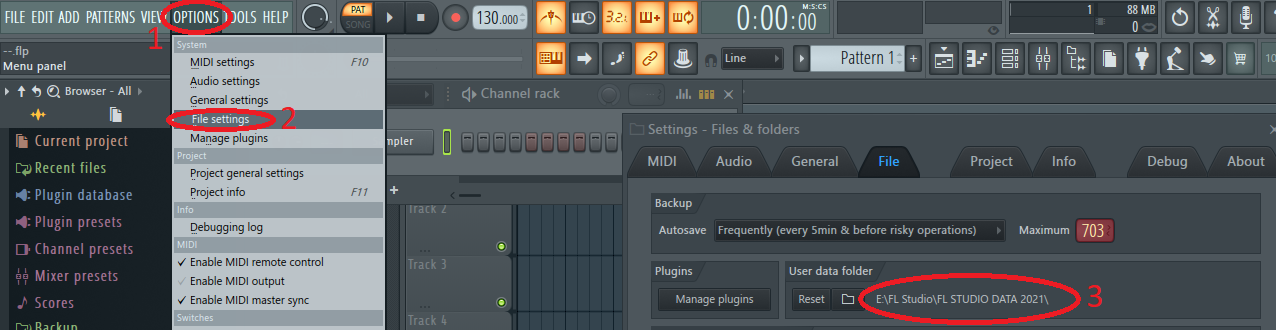 FILE EDIT ADD PATTERNS VIEW OPTIONS TOOLS HELP
1
PAT
SONG
130.000
3.2.
M:S:CS
0:00:00
1
88 MB
0
--.flp
Menu panel
Line
Pattern 1
+
Browser - All
Current project
Recent files
Plugin database
Plugin presets
Channel presets
Mixer presets
Scores
Backup
System
MIDI settings F10
Audio settings
General settings
File settings
2
Manage plugins
Project
Project general settings
Project info F11
Info
Debugging log
MIDI
Enable MIDI remote control
Enable MIDI output
Enable MIDI master sync
Switches
Channel rack
mpler
+
Track 2
...
Track 3
...
Track 4
Settings - Files & folders
MIDI Audio General File Project Info Debug About
Backup
Autosave Frequently (every 5min & before risky operations) Maximum 703
Plugins
Manage plugins
User data folder
Reset E:\FL Studio\FL STUDIO DATA 2021\
3